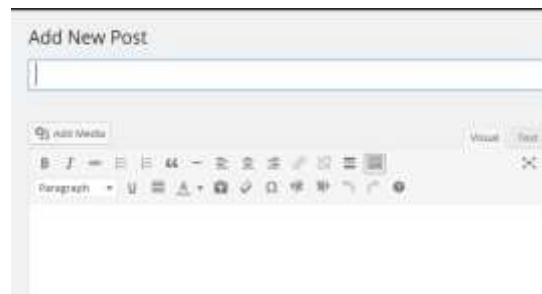 Add New Post
Add Media
Visual Text
B I U
Paragraph